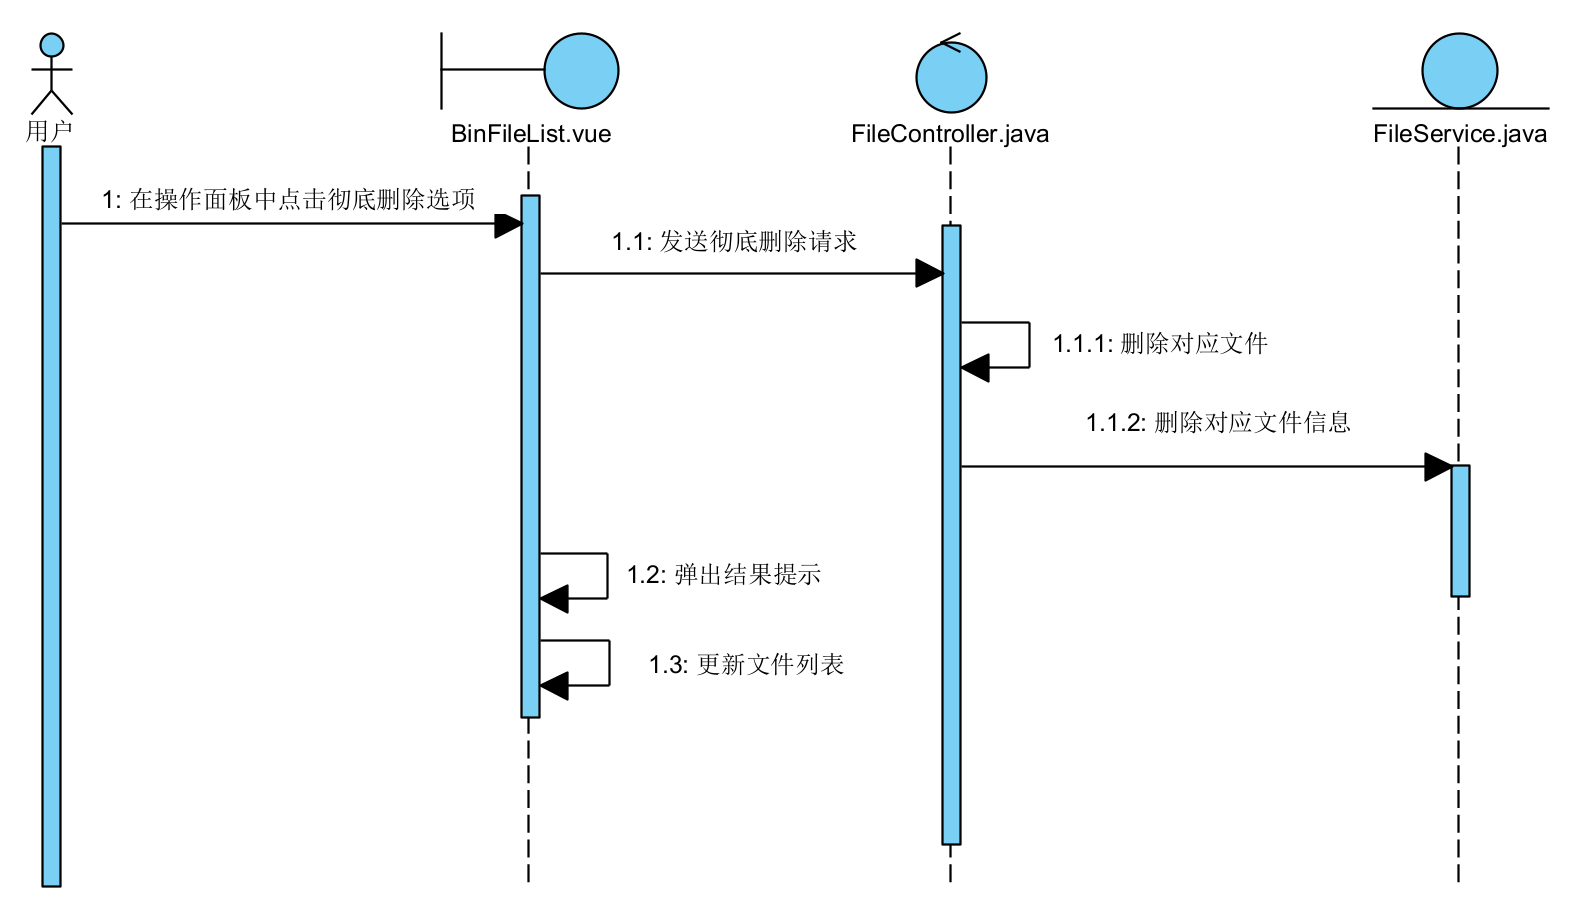 用户
BinFileList.vue
FileController.java
FileService.java
1: 在操作面板中点击彻底删除选项
1.1: 发送彻底删除请求
1.1.1: 删除对应文件
1.1.2: 删除对应文件信息
1.2: 弹出结果提示
1.3: 更新文件列表